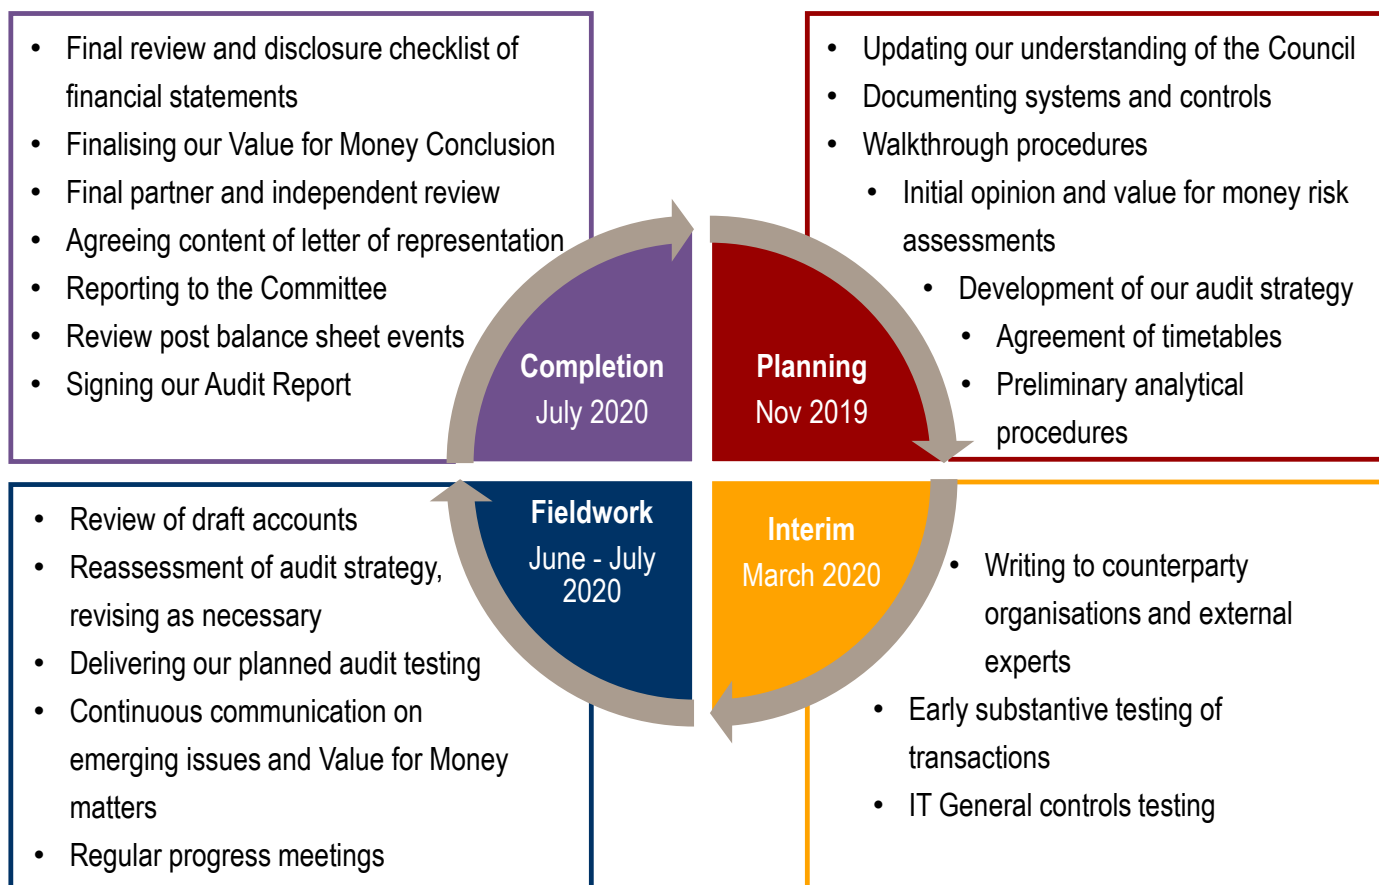 • Final review and disclosure checklist of
financial statements
• Finalising our Value for Money Conclusion
• Final partner and independent review
• Agreeing content of letter of representation
• Reporting to the Committee
• Review post balance sheet events
• Signing our Audit Report
Completion
July 2020
• Updating our understanding of the Council
• Documenting systems and controls
• Walkthrough procedures
• Initial opinion and value for money risk
assessments
• Development of our audit strategy
• Agreement of timetables
• Preliminary analytical
procedures
Planning
Nov 2019
• Review of draft accounts
• Reassessment of audit strategy,
revising as necessary
• Delivering our planned audit testing
• Continuous communication on
emerging issues and Value for Money
matters
• Regular progress meetings
Fieldwork
June - July
2020
Interim
March 2020
• Writing to counterparty
organisations and external
experts
• Early substantive testing of
transactions
• IT General controls testing